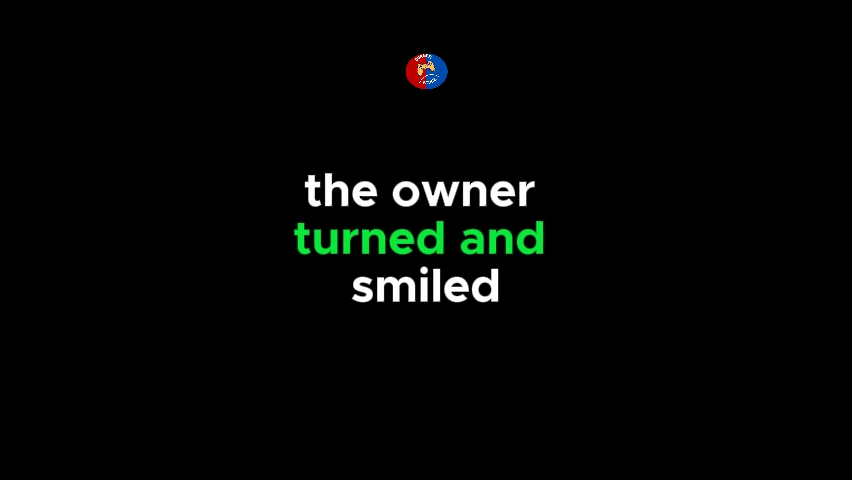 the owner
turned and
smiled